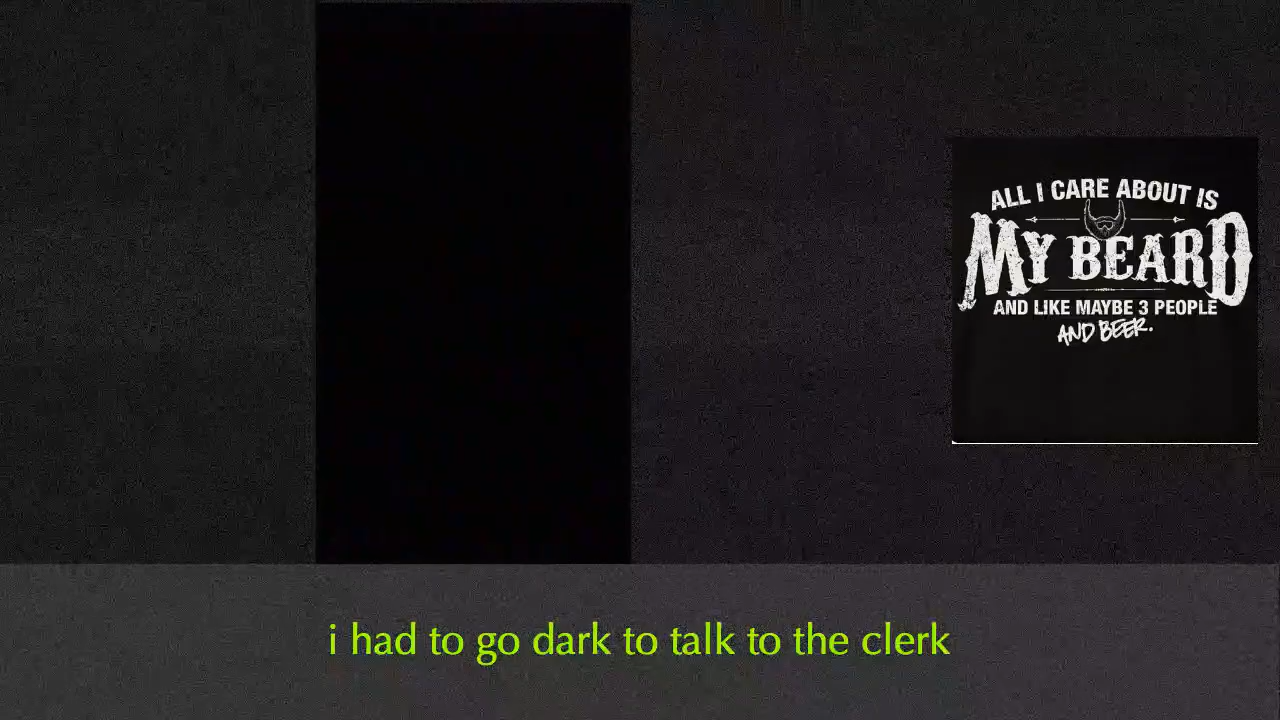 ALL I CARE ABOUT IS
MY BEARD
AND LIKE MAYBE 3 PEOPLE
AND BEER.
i had to go dark to talk to the clerk